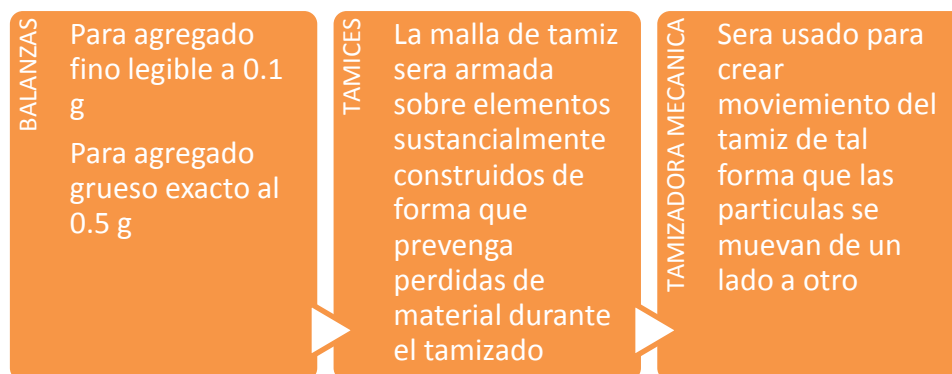 BALANZAS
Para agregado
fino legible a 0.1
g
Para agregado
grueso exacto al
0.5 g
TAMICES
La malla de tamiz
sera armada
sobre elementos
sustancialmente
construidos de
forma que
prevenga
perdidas de
material durante
el tamizado
TAMIZADORA MECANICA
Sera usado para
crear
moviemiento del
tamiz de tal
forma que las
particulas se
muevan de un
lado a otro